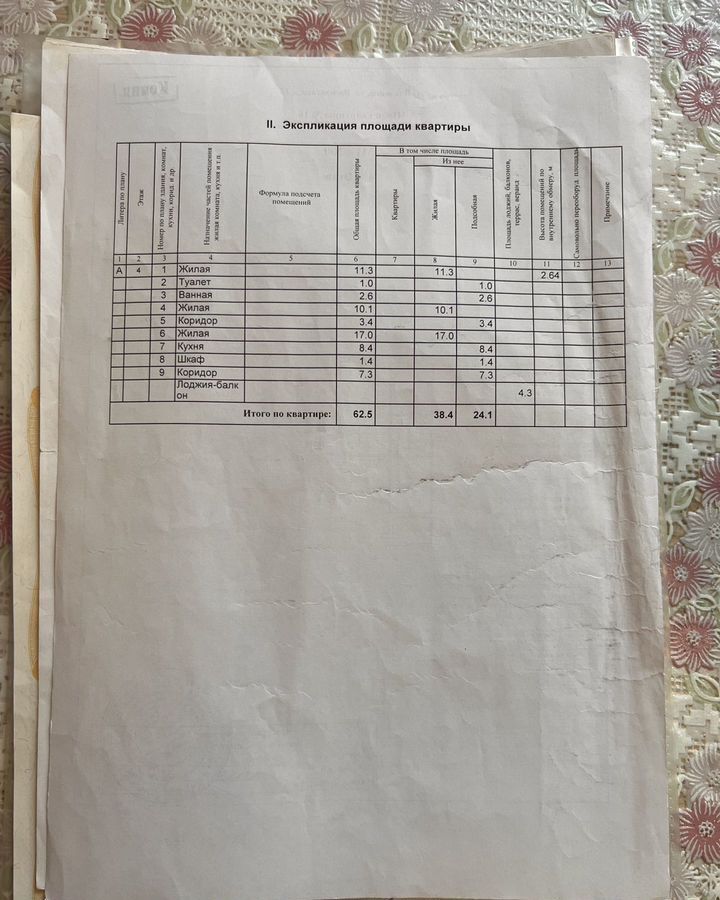 II. Экспликация площади квартиры
Литера по плану
Этаж
Номер по плану здания, комнат, кухни, корид. и др.
Назначение частей помещения жилая комната, кухня и т.п.
Формула подсчета помещений
Общая площадь квартиры
В том числе площадь
Квартиры
Из нее
Жилая
Подсобная
Площадь лоджий, балконов, террас, веранд
Высота помещений по внутреннему обмеру, м
Самовольно переоборуд. площадь
Примечание
1 2 3 4 5 6 7 8 9 10 11 12 13
А 4 1 Жилая 11.3 11.3 2.64
2 Туалет 1.0 1.0
3 Ванная 2.6 2.6
4 Жилая 10.1 10.1
5 Коридор 3.4 3.4
6 Жилая 17.0 17.0
7 Кухня 8.4 8.4
8 Шкаф 1.4 1.4
9 Коридор 7.3 7.3
Лоджия-балк
он 4.3
Итого по квартире: 62.5 38.4 24.1